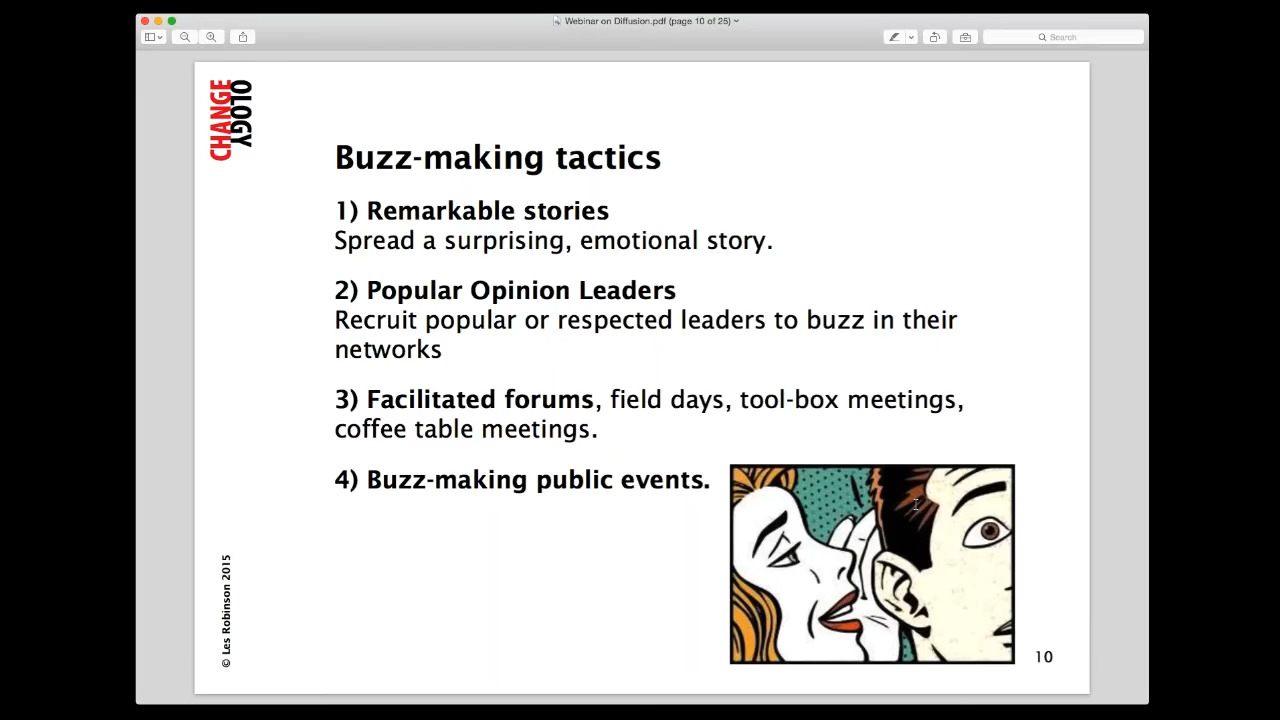 Webinar on Diffusion.pdf (page 10 of 25)
Search
CHANGE
OLOGY
Buzz-making tactics
1) Remarkable stories
Spread a surprising, emotional story.
2) Popular Opinion Leaders
Recruit popular or respected leaders to buzz in their
networks
3) Facilitated forums, field days, tool-box meetings,
coffee table meetings.
4) Buzz-making public events.
© Les Robinson 2015
10